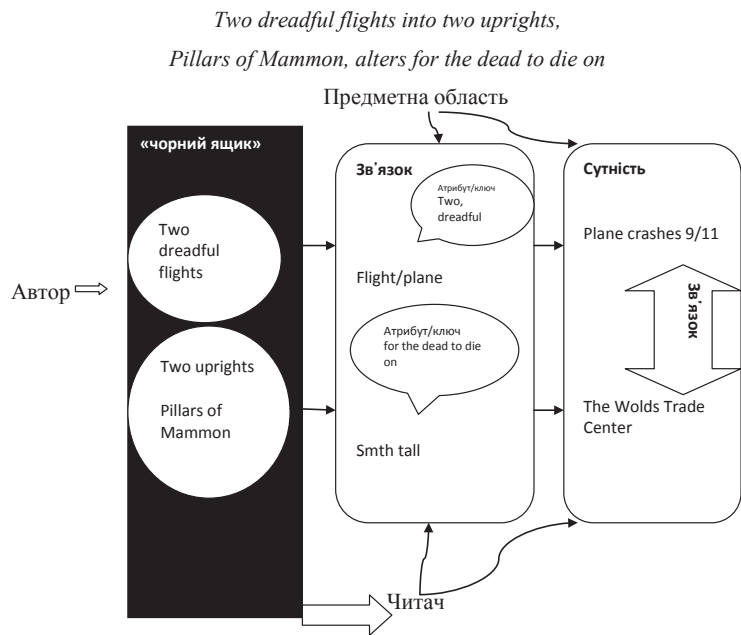 Two dreadful flights into two uprights,
Pillars of Mammon, alters for the dead to die on
Предметна область
«чорний ящик»
Two
dreadful
flights
Two uprights
Pillars of
Mammon
Автор
Зв'язок
Атрибут/ключ
Two,
dreadful
Flight/plane
Атрибут/ключ
for the dead to die
on
Smth tall
Сутність
Plane crashes 9/11
Зв'язок
The Wolds Trade
Center
Читач